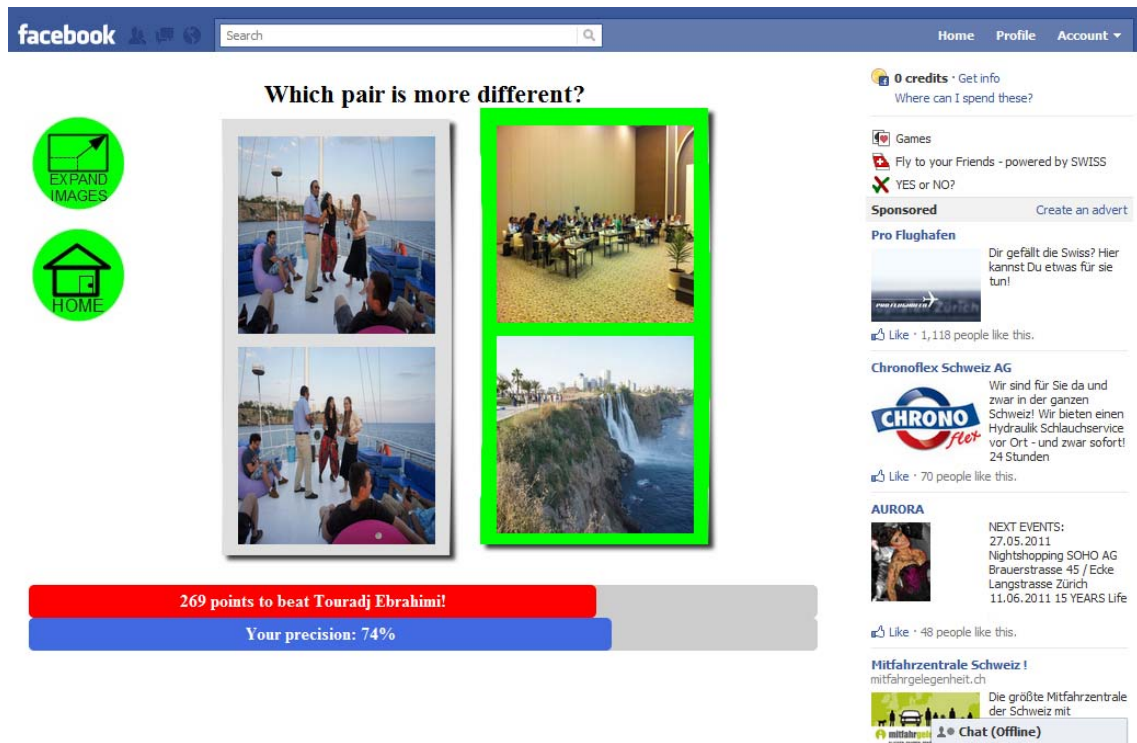 facebook
Search
Home Profile Account
Which pair is more different?
EXPAND
IMAGES
HOME
269 points to beat Touradj Ebrahimi!
Your precision: 74%
0 credits · Get info
Where can I spend these?
Games
Fly to your Friends - powered by SWISS
YES or NO?
Sponsored Create an advert
Pro Flughafen
PRO FLUGHAFEN Zürich
Dir gefällt die Swiss? Hier
kannst Du etwas für sie
tun!
Like · 1,118 people like this.
Chronoflex Schweiz AG
CHRONO
flex
Wir sind für Sie da und
zwar in der ganzen
Schweiz! Wir bieten einen
Hydraulik Schlauchservice
vor Ort - und zwar sofort!
24 Stunden
Like · 70 people like this.
AURORA
NEXT EVENTS:
27.05.2011
Nightshopping SOHO AG
Brauerstrasse 45 / Ecke
Langstrasse Zürich
11.06.2011 15 YEARS Life
Like · 48 people like this.
Mitfahrzentrale Schweiz !
mitfahrgelegenheit.ch
Die größte Mitfahrzentrale
der Schweiz mit
Chat (Offline)